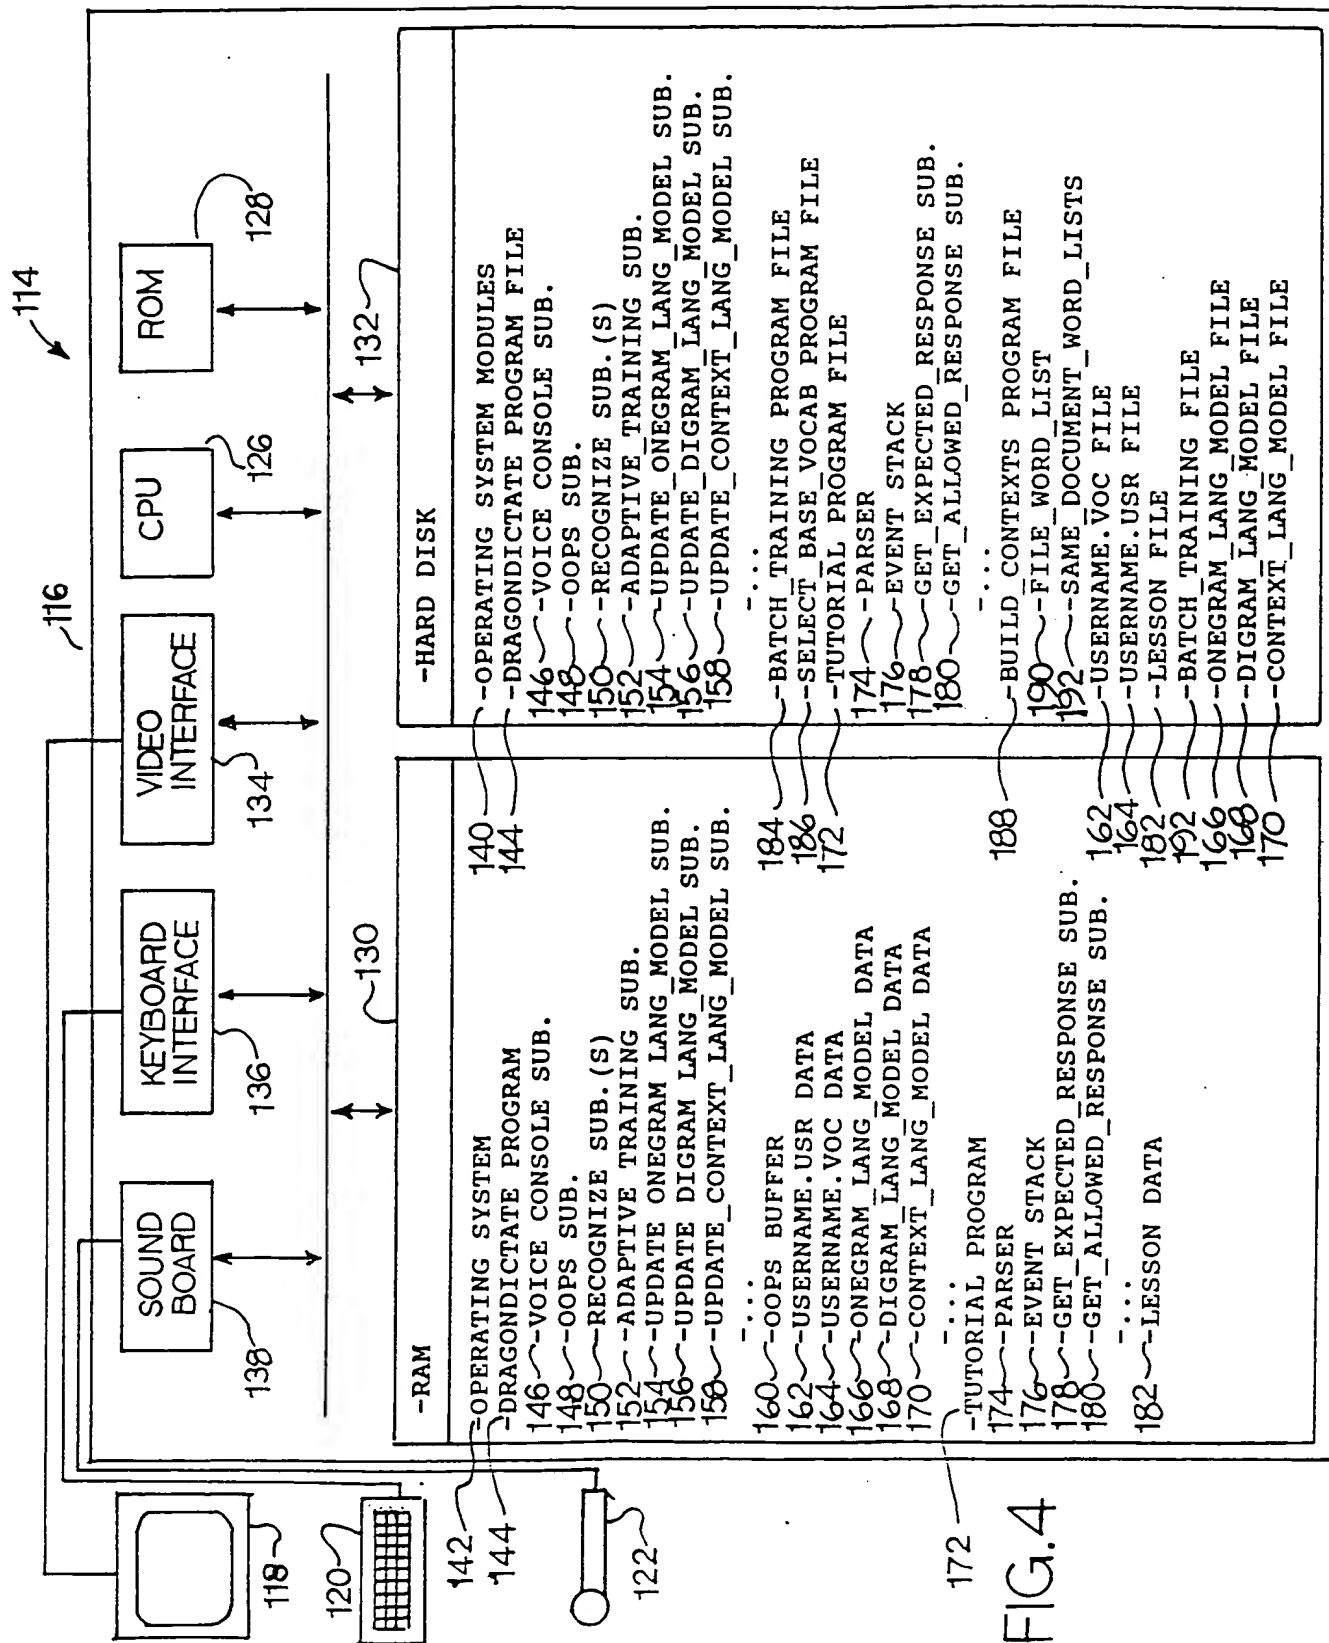 114
116
SOUND
BOARD
138
KEYBOARD
INTERFACE
136
VIDEO
INTERFACE
134
CPU
126
ROM
128
118
120
122
130
-RAM
142 -OPERATING SYSTEM
144 -DRAGONDICTATE PROGRAM
146 -VOICE CONSOLE SUB.
148 -OOPS SUB.
150 -RECOGNIZE SUB.(S)
152 -ADAPTIVE TRAINING SUB.
154 -UPDATE ONEGRAM LANG_MODEL SUB.
156 -UPDATE DIGRAM LANG_MODEL SUB.
158 -UPDATE_CONTEXT_LANG_MODEL SUB.
-...
160 -OOPS BUFFER
162 -USERNAME.USR DATA
164 -USERNAME.VOC DATA
166 -ONEGRAM_LANG_MODEL DATA
168 -DIGRAM_LANG_MODEL DATA
170 -CONTEXT_LANG_MODEL DATA
-...
172 -TUTORIAL PROGRAM
174 -PARSER
176 -EVENT STACK
178 -GET_EXPECTED_RESPONSE SUB.
180 -GET_ALLOWED_RESPONSE SUB.
-...
182 -LESSON DATA
132
-HARD DISK
140 -OPERATING SYSTEM MODULES
144 -DRAGONDICTATE PROGRAM FILE
146 -VOICE CONSOLE SUB.
148 -OOPS SUB.
150 -RECOGNIZE SUB.(S)
152 -ADAPTIVE_TRAINING SUB.
154 -UPDATE_ONEGRAM_LANG_MODEL SUB.
156 -UPDATE_DIGRAM_LANG_MODEL SUB.
158 -UPDATE_CONTEXT_LANG_MODEL SUB.
-...
184 -BATCH_TRAINING PROGRAM FILE
186 -SELECT_BASE_VOCAB PROGRAM FILE
172 -TUTORIAL PROGRAM FILE
174 -PARSER
176 -EVENT STACK
178 -GET_EXPECTED_RESPONSE SUB.
180 -GET_ALLOWED_RESPONSE SUB.
-...
188 -BUILD_CONTEXTS PROGRAM FILE
190 -FILE_WORD_LIST
192 -SAME_DOCUMENT_WORD_LISTS
162 -USERNAME.VOC FILE
164 -USERNAME.USR FILE
182 -LESSON FILE
192 -BATCH_TRAINING FILE
166 -ONEGRAM_LANG_MODEL FILE
168 -DIGRAM_LANG_MODEL FILE
170 -CONTEXT_LANG_MODEL FILE
FIG.4